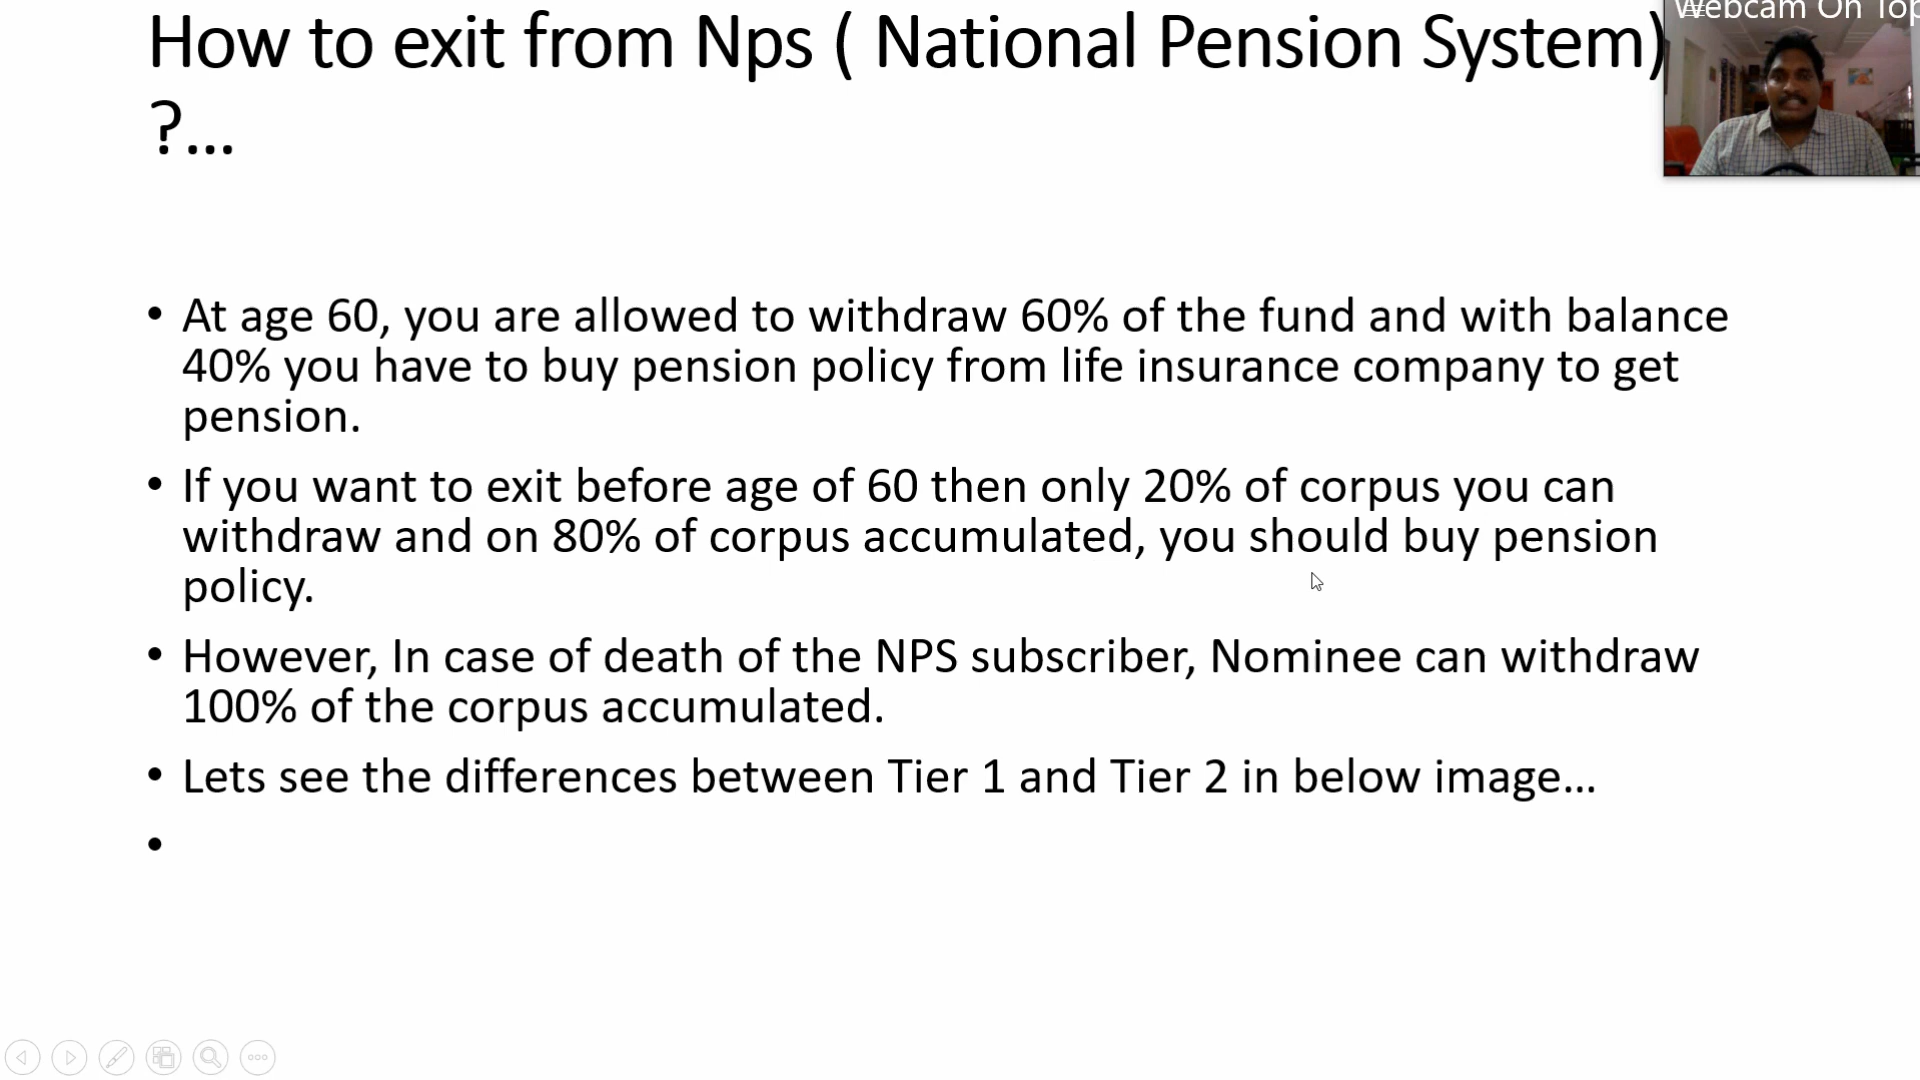 Webcam On Top
How to exit from Nps ( National Pension System)
?...
• At age 60, you are allowed to withdraw 60% of the fund and with balance
40% you have to buy pension policy from life insurance company to get
pension.
• If you want to exit before age of 60 then only 20% of corpus you can
withdraw and on 80% of corpus accumulated, you should buy pension
policy.
• However, In case of death of the NPS subscriber, Nominee can withdraw
100% of the corpus accumulated.
• Lets see the differences between Tier 1 and Tier 2 in below image...
•